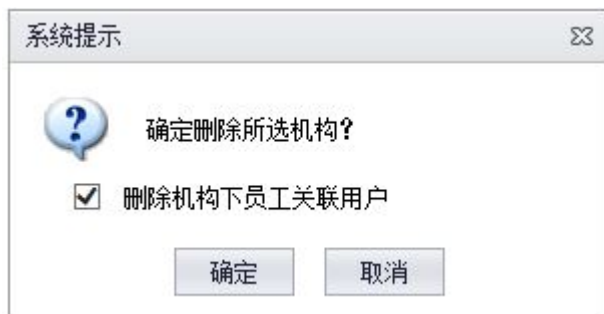 系统提示
确定删除所选机构?
删除机构下员工关联用户
确定 取消